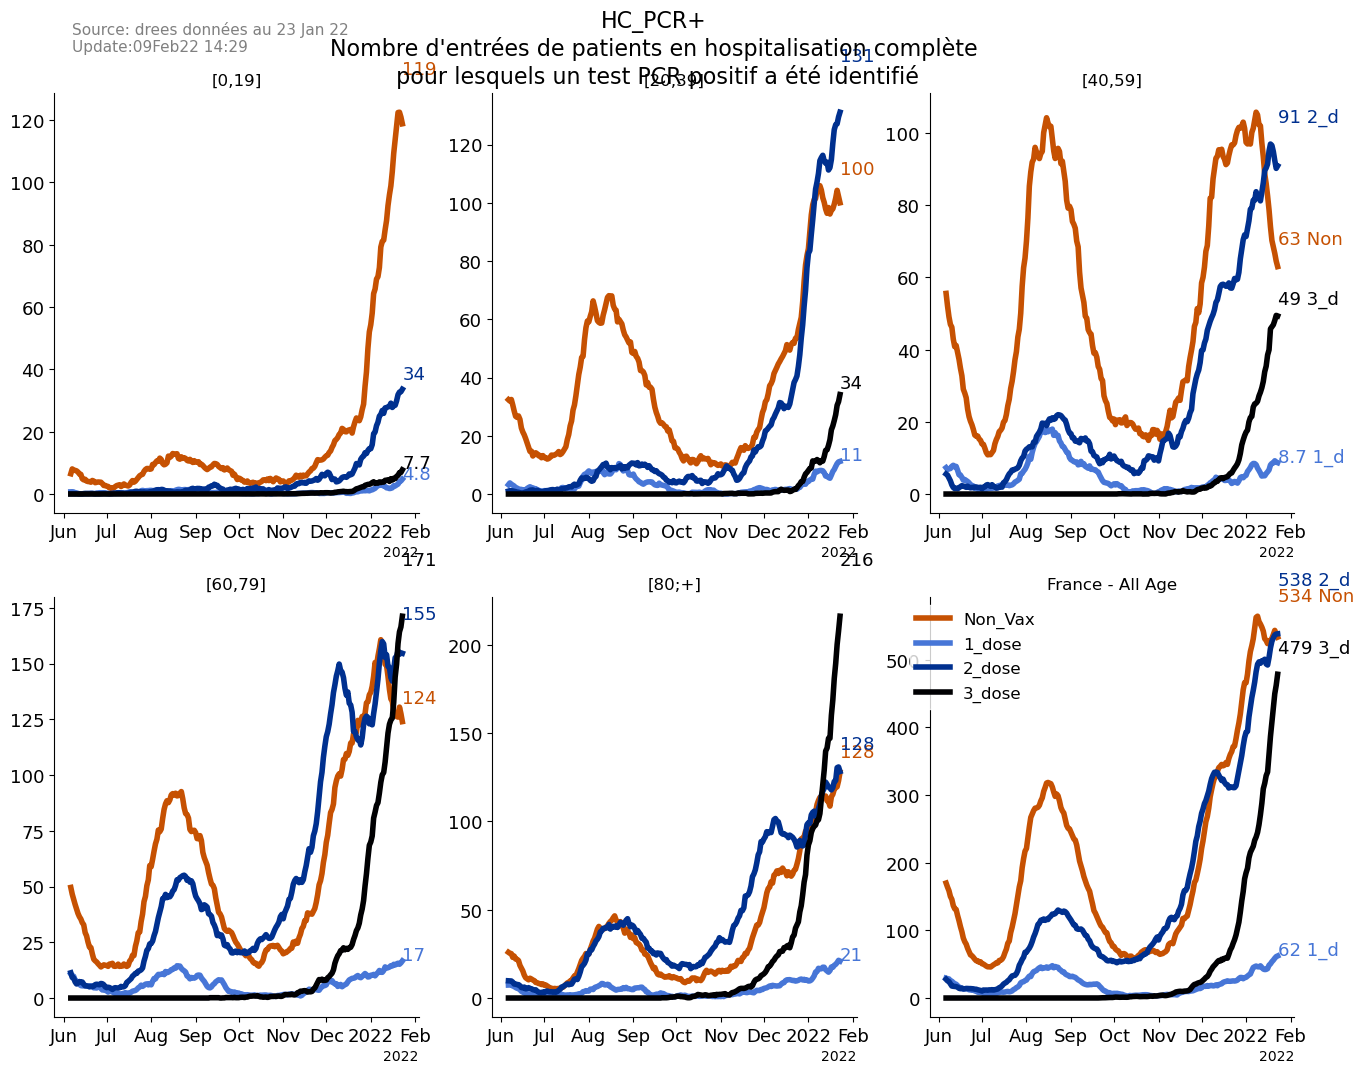 Source: drees données au 23 Jan 22
Update:09Feb22 14:29
HC_PCR+
Nombre d'entrées de patients en hospitalisation complète
pour lesquels un test PCR positif a été identifié
[0,19]
119
120
100
80
60
40
20
0
34
7.7
4.8
Jun Jul Aug Sep Oct Nov Dec 2022 Feb
2022
[20,39]
131
100
120
100
80
60
40
20
0
34
11
Jun Jul Aug Sep Oct Nov Dec 2022 Feb
2022
[40,59]
91 2_d
63 Non
49 3_d
8.7 1_d
100
80
60
40
20
0
Jun Jul Aug Sep Oct Nov Dec 2022 Feb
2022
[60,79]
171
155
124
17
175
150
125
100
75
50
25
0
Jun Jul Aug Sep Oct Nov Dec 2022 Feb
2022
[80;+]
216
128
128
21
200
150
100
50
0
Jun Jul Aug Sep Oct Nov Dec 2022 Feb
2022
France - All Age
538 2_d
534 Non
479 3_d
62 1_d
Non_Vax
1_dose
2_dose
3_dose
500
400
300
200
100
0
Jun Jul Aug Sep Oct Nov Dec 2022 Feb
2022